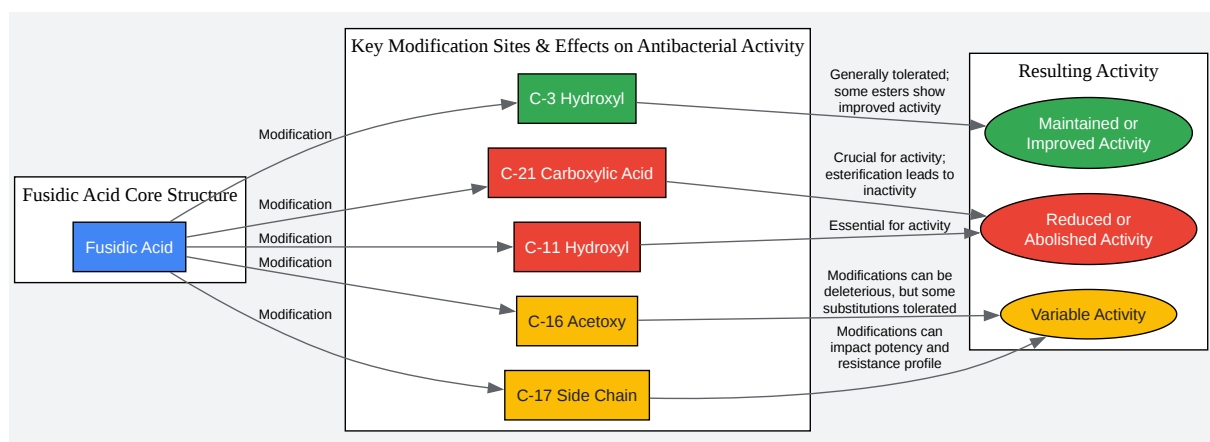 Fusidic Acid Core Structure
Fusidic Acid
Modification
Modification
Modification
Modification
Modification
Key Modification Sites & Effects on Antibacterial Activity
C-3 Hydroxyl
C-21 Carboxylic Acid
C-11 Hydroxyl
C-16 Acetoxy
C-17 Side Chain
Generally tolerated;
some esters show
improved activity
Crucial for activity;
esterification leads to
inactivity
Essential for activity
Modifications can be
deleterious, but some
substitutions tolerated
Modifications can
impact potency and
resistance profile
Resulting Activity
Maintained or
Improved Activity
Reduced or
Abolished Activity
Variable Activity